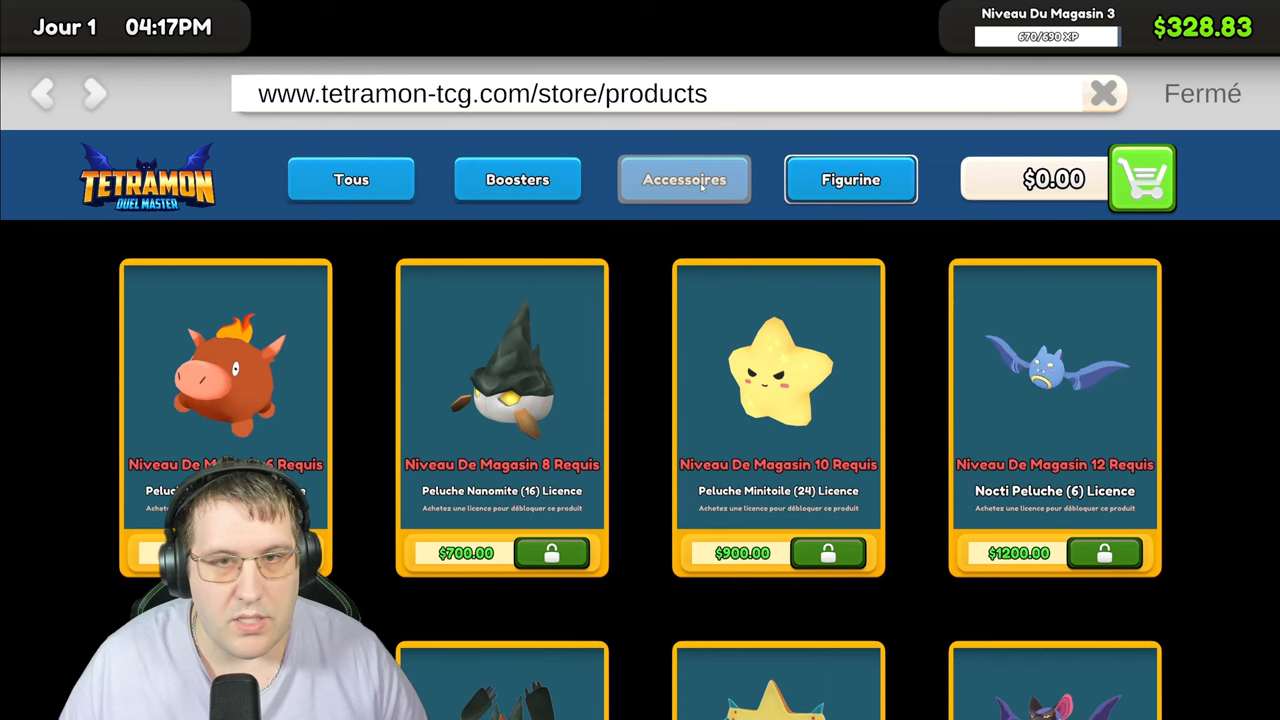 Jour 1 04:17PM
Niveau Du Magasin 3
670/690 XP
$328.83
www.tetramon-tcg.com/store/products
Fermé
TETRAMON
DUEL MASTER
Tous
Boosters
Accessoires
Figurine
$0.00
Niveau De 6 Requis
Niveau De Magasin 8 Requis
Peluche Nanomite (16) Licence
Achetez une licence pour débloquer ce produit
$700.00
Niveau De Magasin 10 Requis
Peluche Minitoile (24) Licence
Achetez une licence pour débloquer ce produit
$900.00
Niveau De Magasin 12 Requis
Nocti Peluche (6) Licence
Achetez une licence pour débloquer ce produit
$1200.00